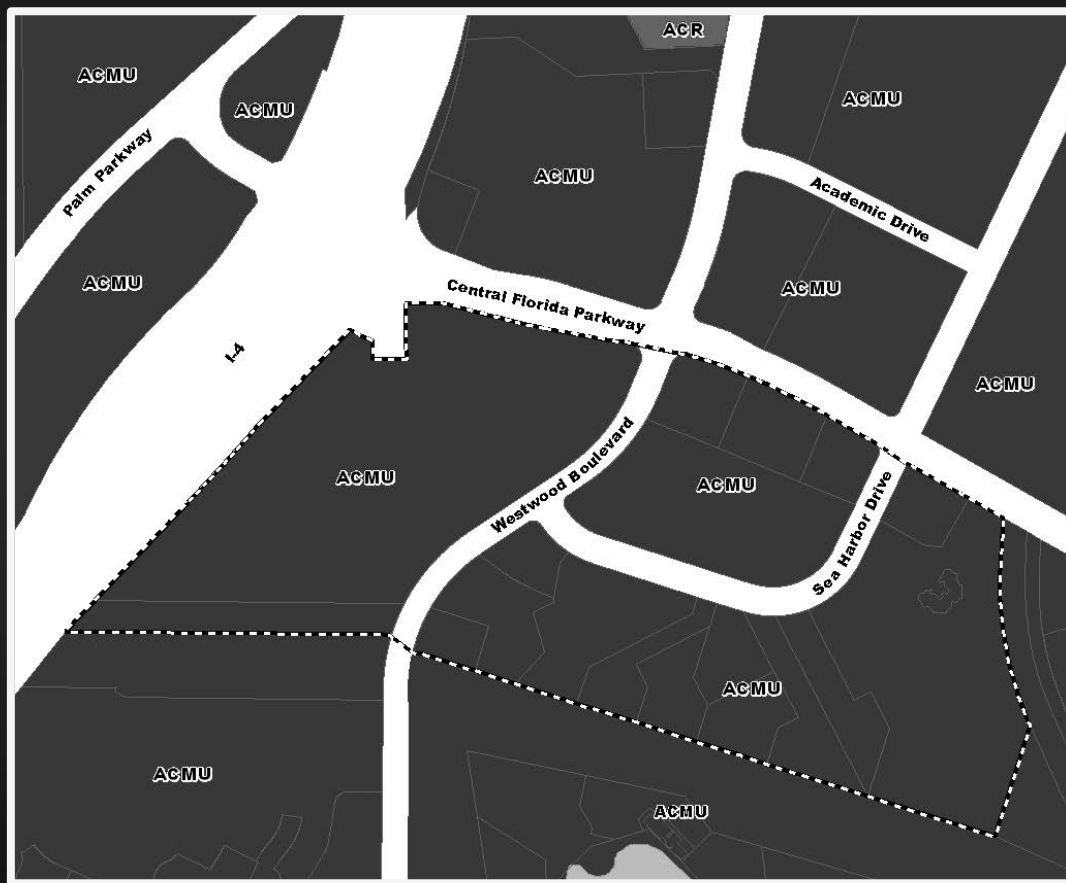 ACR
ACMU
ACMU
ACMU
Palm Parkway
ACMU
Academic Drive
ACMU
ACMU
Central Florida Parkway
I-4
ACMU
ACMU
Westwood Boulevard
ACMU
Sea Harbor Drive
ACMU
ACMU
ACMU